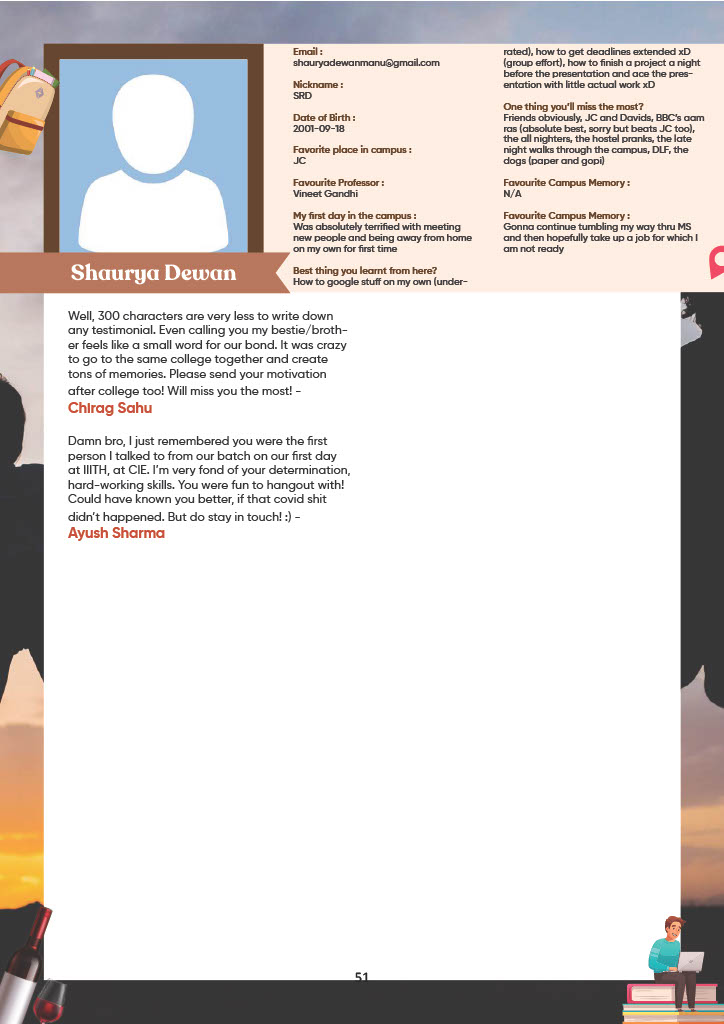 Shaurya Dewan
Email :
shauryadewanmanu@gmail.com
Nickname :
SRD
Date of Birth :
2001-09-18
Favorite place in campus :
JC
Favourite Professor :
Vineet Gandhi
My first day in the campus :
Was absolutely terrified with meeting
new people and being away from home
on my own for first time
Best thing you learnt from here?
How to google stuff on my own (under-
rated), how to get deadlines extended xD
(group effort), how to finish a project a night
before the presentation and ace the pres-
entation with little actual work xD
One thing you'll miss the most?
Friends obviously, JC and Davids, BBC's aam
ras (absolute best, sorry but beats JC too),
the all nighters, the hostel pranks, the late
night walks through the campus, DLF, the
dogs (paper and gopi)
Favourite Campus Memory :
N/A
Favourite Campus Memory :
Gonna continue tumbling my way thru MS
and then hopefully take up a job for which I
am not ready
Well, 300 characters are very less to write down
any testimonial. Even calling you my bestie/broth-
er feels like a small word for our bond. It was crazy
to go to the same college together and create
tons of memories. Please send your motivation
after college too! Will miss you the most! -
Chirag Sahu
Damn bro, I just remembered you were the first
person I talked to from our batch on our first day
at IIITH, at CIE. I'm very fond of your determination,
hard-working skills. You were fun to hangout with!
Could have known you better, if that covid shit
didn't happened. But do stay in touch! :) -
Ayush Sharma
51